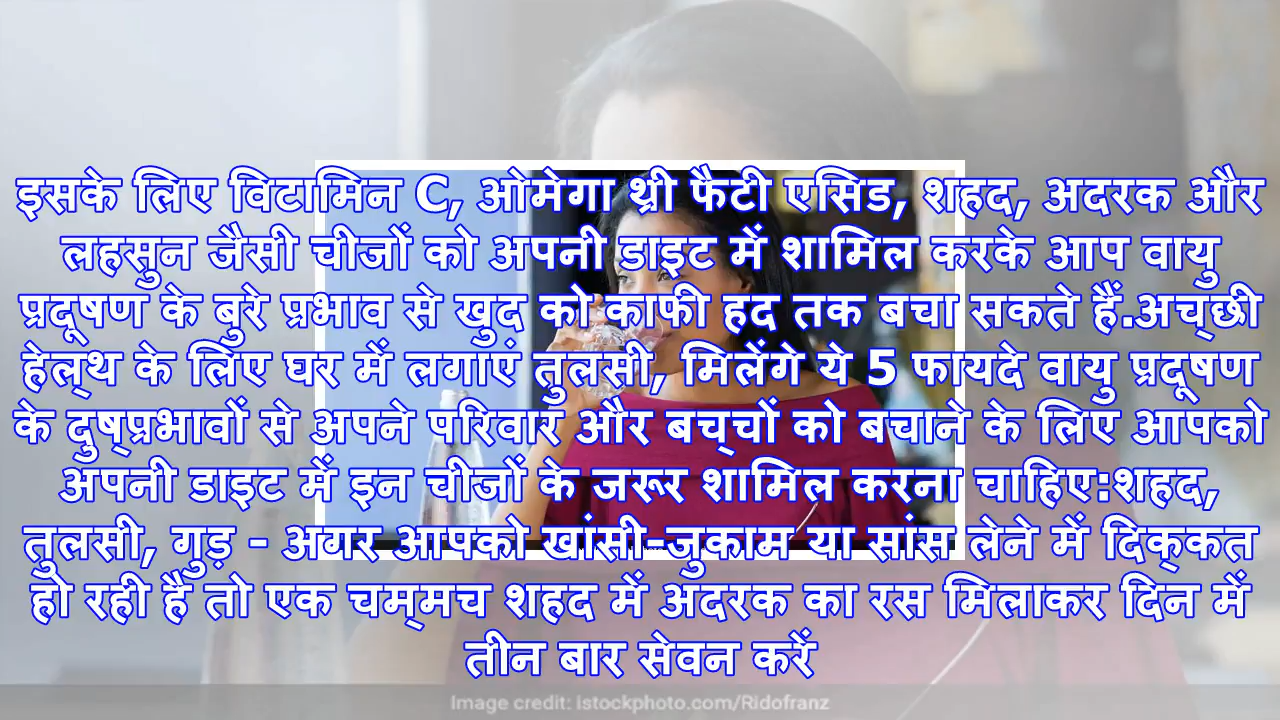 इसके लिए विटामिन C, ओमेगा थ्री फैटी एसिड, शहद, अदरक और
लहसुन जैसी चीजों को अपनी डाइट में शामिल करके आप वायु
प्रदूषण के बुरे प्रभाव से खुद को काफी हद तक बचा सकते हैं.अच्छी
हेल्थ के लिए घर में लगाएं तुलसी, मिलेंगे ये 5 फायदे वायु प्रदूषण
के दुष्प्रभावों से अपने परिवार और बच्चों को बचाने के लिए आपको
अपनी डाइट में इन चीजों के जरूर शामिल करना चाहिए:शहद,
तुलसी, गुड़ - अगर आपको खांसी-जुकाम या सांस लेने में दिक्कत
हो रही है तो एक चम्मच शहद में अदरक का रस मिलाकर दिन में
तीन बार सेवन करें
Image credit: istockphoto.com/Ridofranz